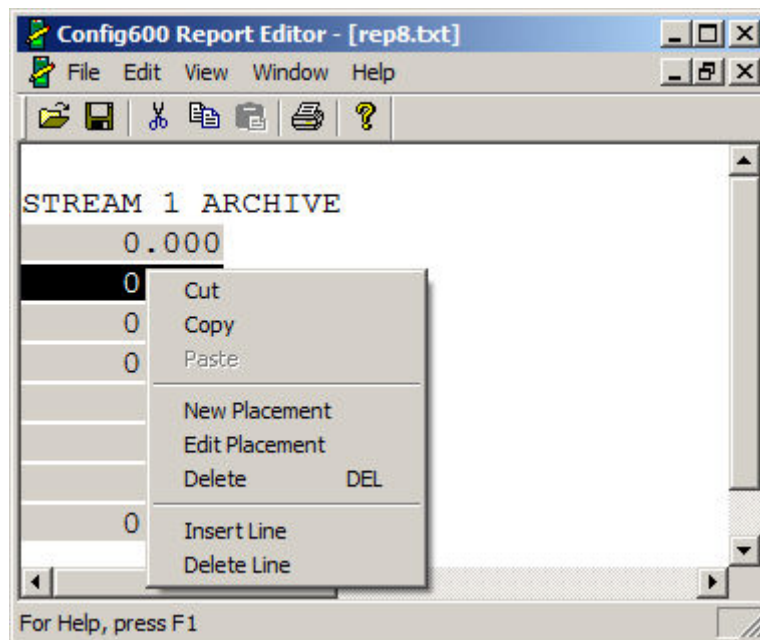 Config600 Report Editor - [rep8.txt]
File Edit View Window Help
STREAM 1 ARCHIVE
0.000
0
0
0
0
Cut
Copy
Paste
New Placement
Edit Placement
Delete DEL
Insert Line
Delete Line
For Help, press F1